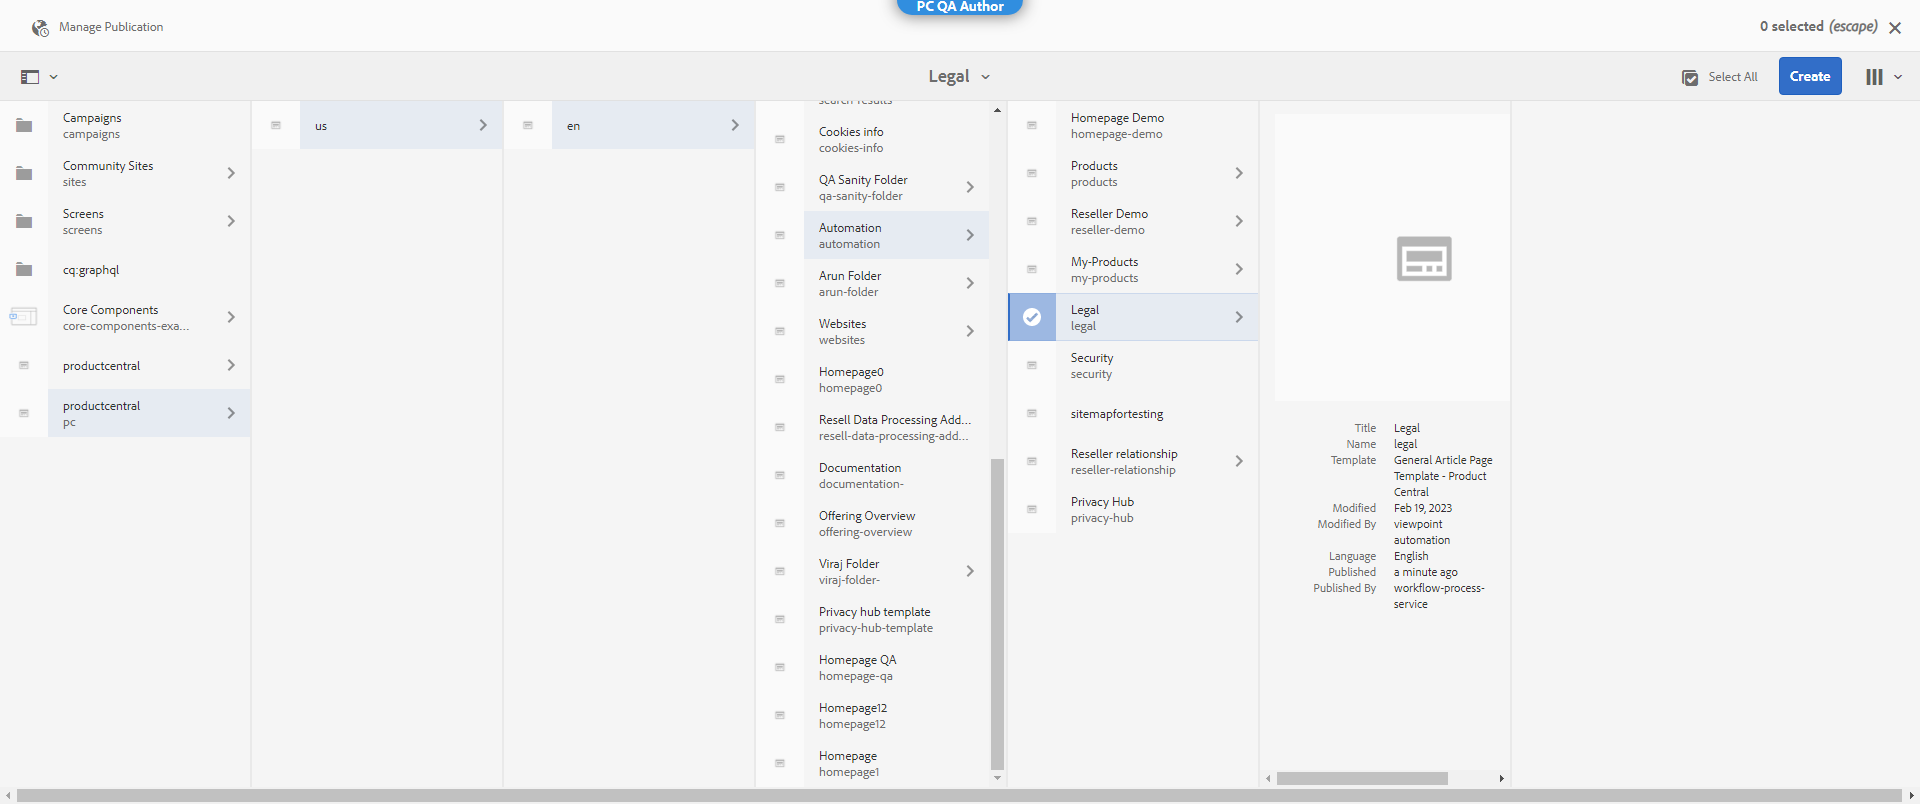 PC QA Author
Manage Publication
0 selected (escape)
Legal
Select All
Create
Campaigns
campaigns
Community Sites
sites
Screens
screens
cq:graphql
Core Components
core-components-exa...
productcentral
productcentral
pc
us
en
search-results
Cookies info
cookies-info
QA Sanity Folder
qa-sanity-folder
Automation
automation
Arun Folder
arun-folder
Websites
websites
Homepage0
homepage0
Resell Data Processing Add...
resell-data-processing-add...
Documentation
documentation-
Offering Overview
offering-overview
Viraj Folder
viraj-folder-
Privacy hub template
privacy-hub-template
Homepage QA
homepage-qa
Homepage12
homepage12
Homepage
homepage1
Homepage Demo
homepage-demo
Products
products
Reseller Demo
reseller-demo
My-Products
my-products
Legal
legal
Security
security
sitemapfortesting
Reseller relationship
reseller-relationship
Privacy Hub
privacy-hub
Title Legal
Name legal
Template General Article Page
Template - Product
Central
Modified Feb 19, 2023
Modified By viewpoint
automation
Language English
Published a minute ago
Published By workflow-process-
service